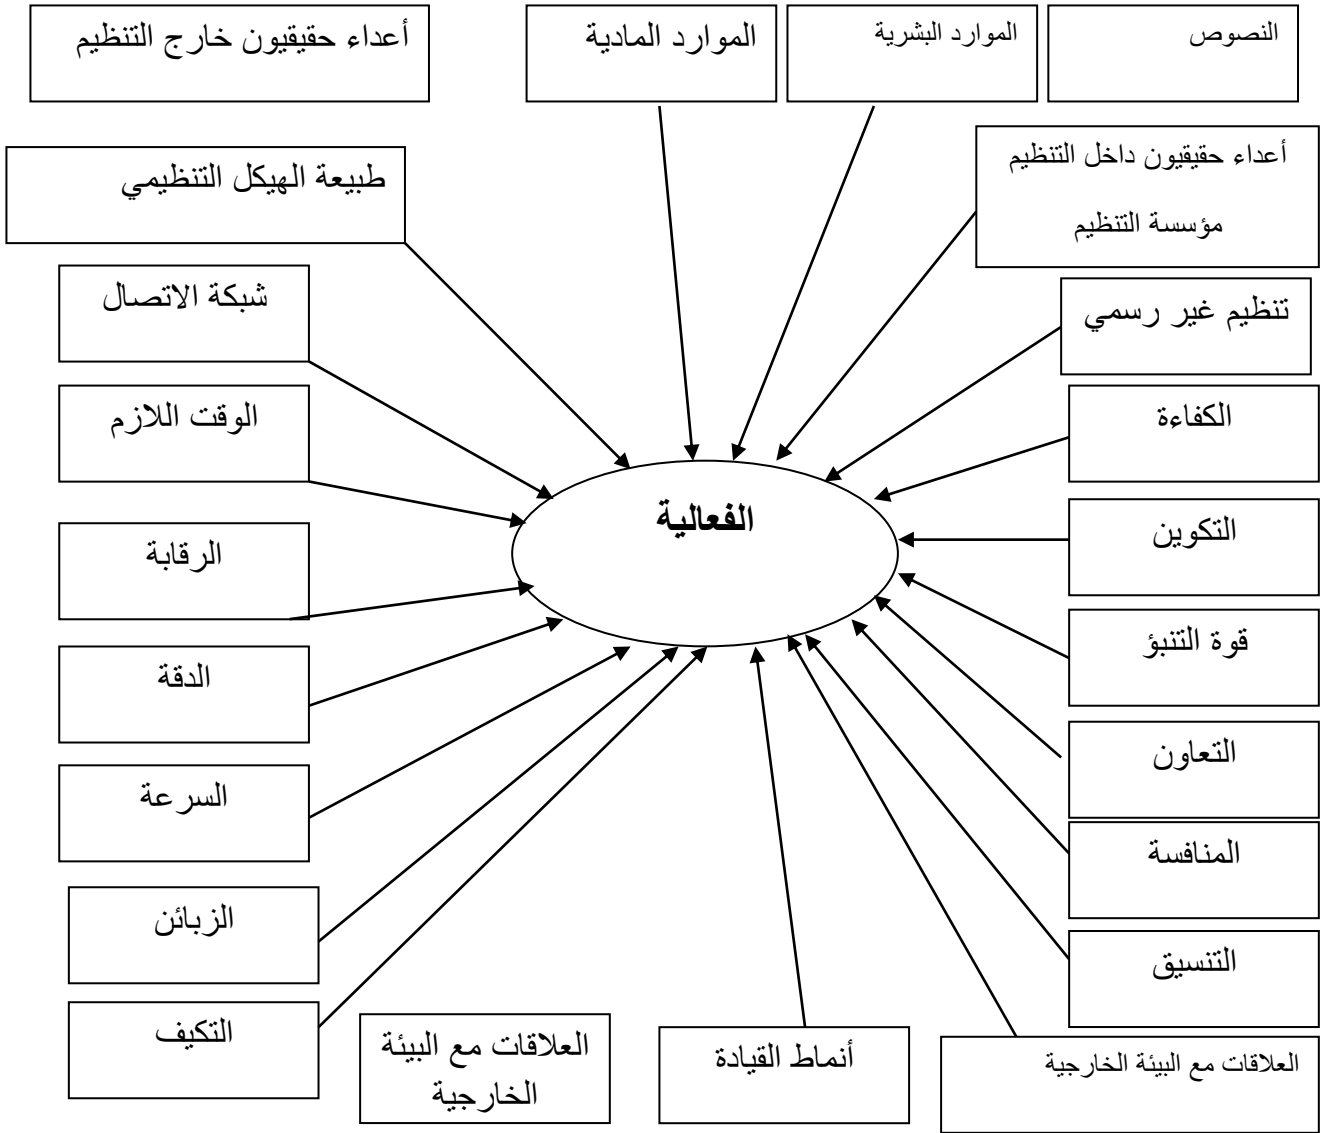 النصوص
الموارد البشرية
الموارد المادية
أعداء حقيقيون خارج التنظيم
أعداء حقيقيون داخل التنظيم
مؤسسة التنظيم
طبيعة الهيكل التنظيمي
تنظيم غير رسمي
شبكة الاتصال
الكفاءة
الوقت اللازم
الفعالية
التكوين
الرقابة
قوة التنبؤ
الدقة
التعاون
السرعة
المنافسة
الزبائن
التنسيق
التكيف
العلاقات مع البيئة الخارجية
أنماط القيادة
العلاقات مع البيئة
الخارجية